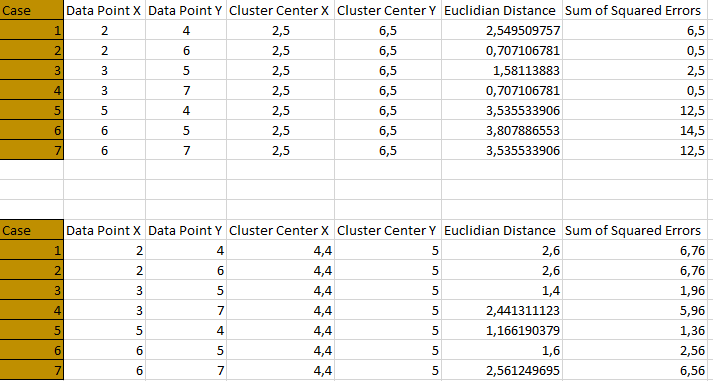 Case Data Point X Data Point Y Cluster Center X Cluster Center Y Euclidian Distance Sum of Squared Errors
1 2 4 2,5 6,5 2,549509757 6,5
2 2 6 2,5 6,5 0,707106781 0,5
3 3 5 2,5 6,5 1,58113883 2,5
4 3 7 2,5 6,5 0,707106781 0,5
5 5 4 2,5 6,5 3,535533906 12,5
6 6 5 2,5 6,5 3,807886553 14,5
7 6 7 2,5 6,5 3,535533906 12,5
Case Data Point X Data Point Y Cluster Center X Cluster Center Y Euclidian Distance Sum of Squared Errors
1 2 4 4,4 5 2,6 6,76
2 2 6 4,4 5 2,6 6,76
3 3 5 4,4 5 1,4 1,96
4 3 7 4,4 5 2,441311123 5,96
5 5 4 4,4 5 1,166190379 1,36
6 6 5 4,4 5 1,6 2,56
7 6 7 4,4 5 2,561249695 6,56